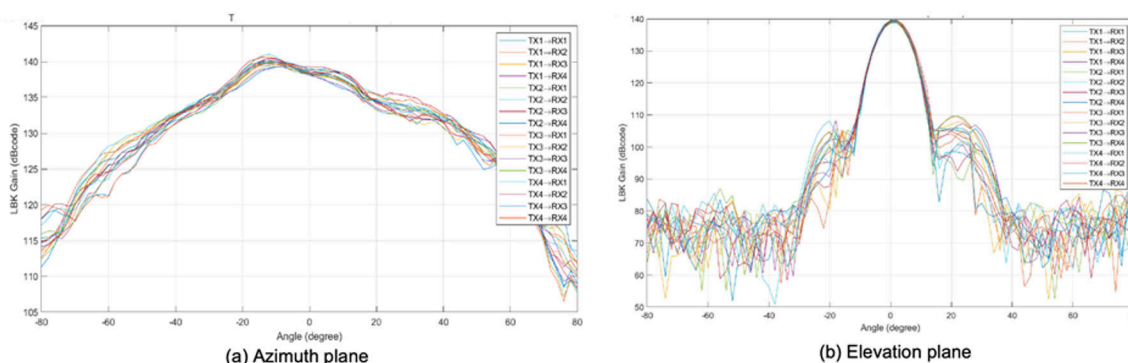 T
145
140
135
130
125
120
115
110
105
-80
-60
-40
-20
0
20
40
60
80
LBK Gain (dBcode)
Angle (degree)
TX1→RX1
TX1→RX2
TX1→RX3
TX1→RX4
TX2→RX1
TX2→RX2
TX2→RX3
TX2→RX4
TX3→RX1
TX3→RX2
TX3→RX3
TX3→RX4
TX4→RX1
TX4→RX2
TX4→RX3
TX4→RX4
(a) Azimuth plane
140
130
120
110
100
90
80
70
60
50
-80
-60
-40
-20
0
20
40
60
LBK Gain (dBcode)
Angle (degree)
TX1→RX1
TX1→RX2
TX1→RX3
TX1→RX4
TX2→RX1
TX2→RX2
TX2→RX3
TX2→RX4
TX3→RX1
TX3→RX2
TX3→RX3
TX3→RX4
TX4→RX1
TX4→RX2
TX4→RX3
TX4→RX4
(b) Elevation plane